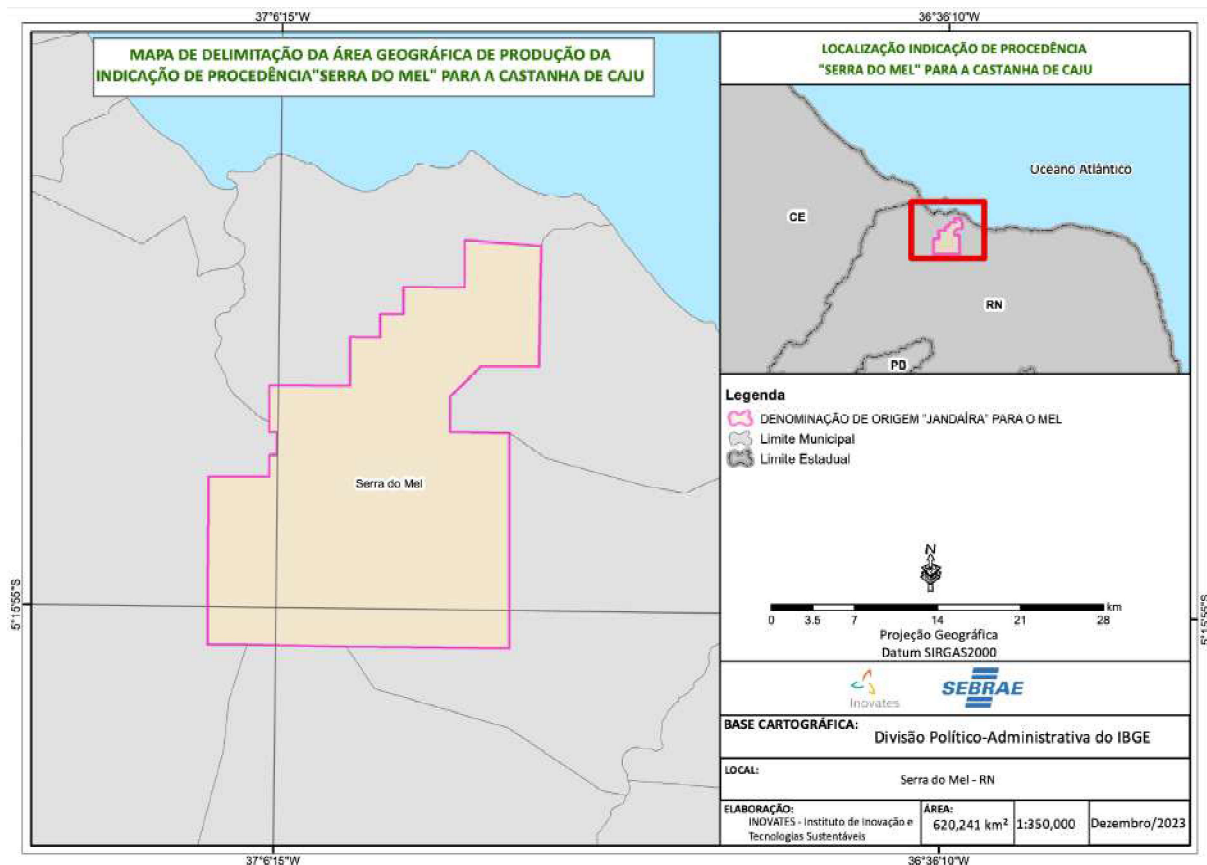 37°6'15"W
36°36'10"W
MAPA DE DELIMITAÇÃO DA ÁREA GEOGRÁFICA DE PRODUÇÃO DA
INDICAÇÃO DE PROCEDÊNCIA"SERRA DO MEL" PARA A CASTANHA DE CAJU
LOCALIZAÇÃO INDICAÇÃO DE PROCEDÊNCIA
"SERRA DO MEL" PARA A CASTANHA DE CAJU
Oceano Atlântico
CE
RN
PB
Serra do Mel
Legenda
DENOMINAÇÃO DE ORIGEM "JANDAÍRA" PARA O MEL
Limite Municipal
Limite Estadual
N
0 3.5 7 14 21 28 km
Projeção Geográfica
Datum SIRGAS2000
5°15'55"S
5°15'55"S
Inovates
SEBRAE
BASE CARTOGRÁFICA:
Divisão Político-Administrativa do IBGE
LOCAL:
Serra do Mel - RN
ELABORAÇÃO:
INOVATES - Instituto de Inovação e
Tecnologias Sustentáveis
ÁREA:
620,241 km²
1:350,000
Dezembro/2023
37°6'15"W
36°36'10"W